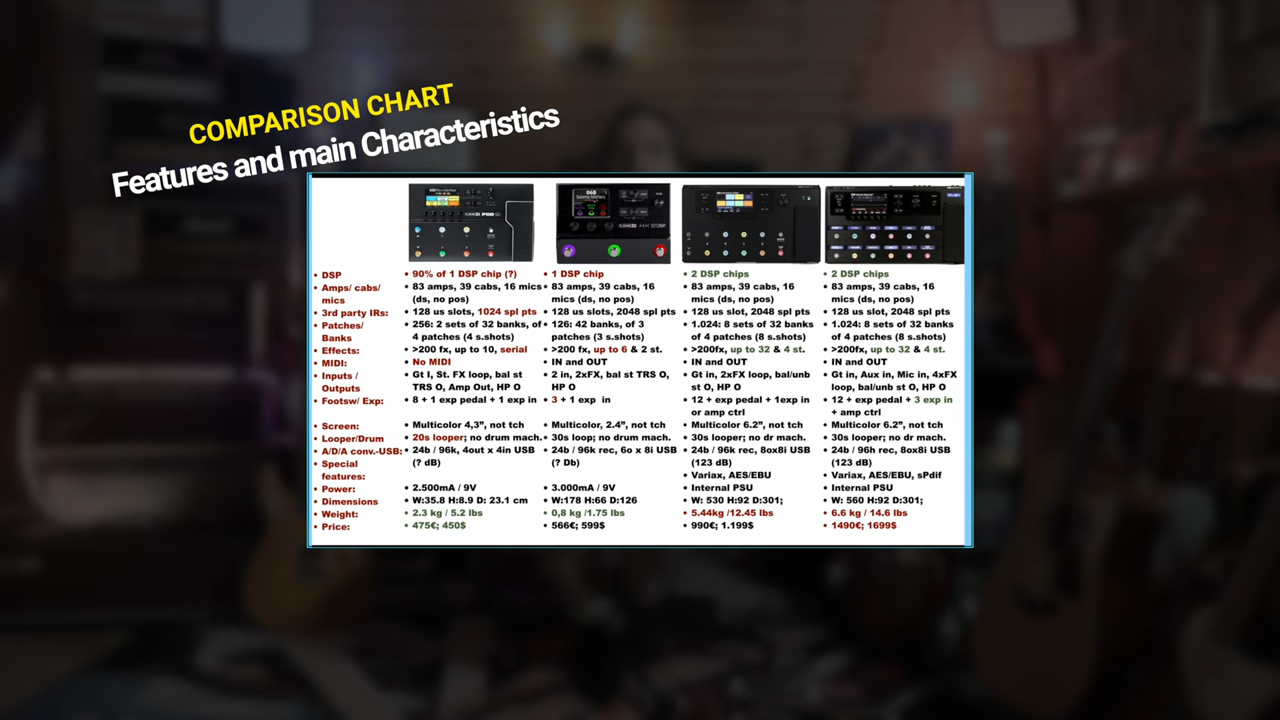 COMPARISON CHART
Features and main Characteristics
• DSP
• Amps/ cabs/
mics
• 3rd party IRs:
• Patches/
Banks
• Effects:
• MIDI:
• Inputs /
Outputs
• Footsw/ Exp:
• Screen:
• Looper/Drum
• A/D/A conv.-USB:
• Special
features:
• Power:
• Dimensions
• Weight:
• Price:
• 90% of 1 DSP chip (?)
• 83 amps, 39 cabs, 16 mics
(ds, no pos)
• 128 us slots, 1024 spl pts
• 256: 2 sets of 32 banks, of
4 patches (4 s.shots)
• >200 fx, up to 10, serial
• No MIDI
• Gt I, St. FX loop, bal st
TRS O, Amp Out, HP O
• 8 + 1 exp pedal + 1 exp in
• Multicolor 4,3”, not tch
• 20s looper; no drum mach.
• 24b / 96k, 4out x 4in USB
(? dB)
• 2.500mA / 9V
• W:35.8 H:8.9 D: 23.1 cm
• 2.3 kg / 5.2 lbs
• 475€; 450$
• 1 DSP chip
• 83 amps, 39 cabs, 16
mics (ds, no pos)
• 128 us slots, 2048 spl pts
• 126: 42 banks, of 3
patches (3 s.shots)
• >200 fx, up to 6 & 2 st.
• IN and OUT
• 2 in, 2xFX, bal st TRS O,
HP O
• 3 + 1 exp in
• Multicolor, 2.4”, not tch
• 30s loop; no drum mach.
• 24b / 96k rec, 6o x 8i USB
(? Db)
• 3.000mA / 9V
• W:178 H:66 D:126
• 0,8 kg /1.75 lbs
• 566€; 599$
• 2 DSP chips
• 83 amps, 39 cabs, 16
mics (ds, no pos)
• 128 us slot, 2048 spl pts
• 1.024: 8 sets of 32 banks
of 4 patches (8 s.shots)
• >200fx, up to 32 & 4 st.
• IN and OUT
• Gt in, 2xFX loop, bal/unb
st O, HP O
• 12 + exp pedal + 1exp in
or amp ctrl
• Multicolor 6.2”, not tch
• 30s looper; no dr mach.
• 24b / 96k rec, 8ox8i USB
(123 dB)
• Variax, AES/EBU
• Internal PSU
• W: 530 H:92 D:301;
• 5.44kg /12.45 lbs
• 990€; 1.199$
• 2 DSP chips
• 83 amps, 39 cabs, 16
mics (ds, no pos)
• 128 us slot, 2048 spl pts
• 1.024: 8 sets of 32 banks
of 4 patches (8 s.shots)
• >200fx, up to 32 & 4 st.
• IN and OUT
• Gt in, Aux in, Mic in, 4xFX
loop, bal/unb st O, HP O
• 12 + exp pedal + 3 exp in
+ amp ctrl
• Multicolor 6.2”, not tch
• 30s looper; no dr mach.
• 24b / 96k rec, 8ox8i USB
(123 dB)
• Variax, AES/EBU, sPdif
• Internal PSU
• W: 560 H:92 D:301;
• 6.6 kg / 14.6 lbs
• 1490€; 1699$